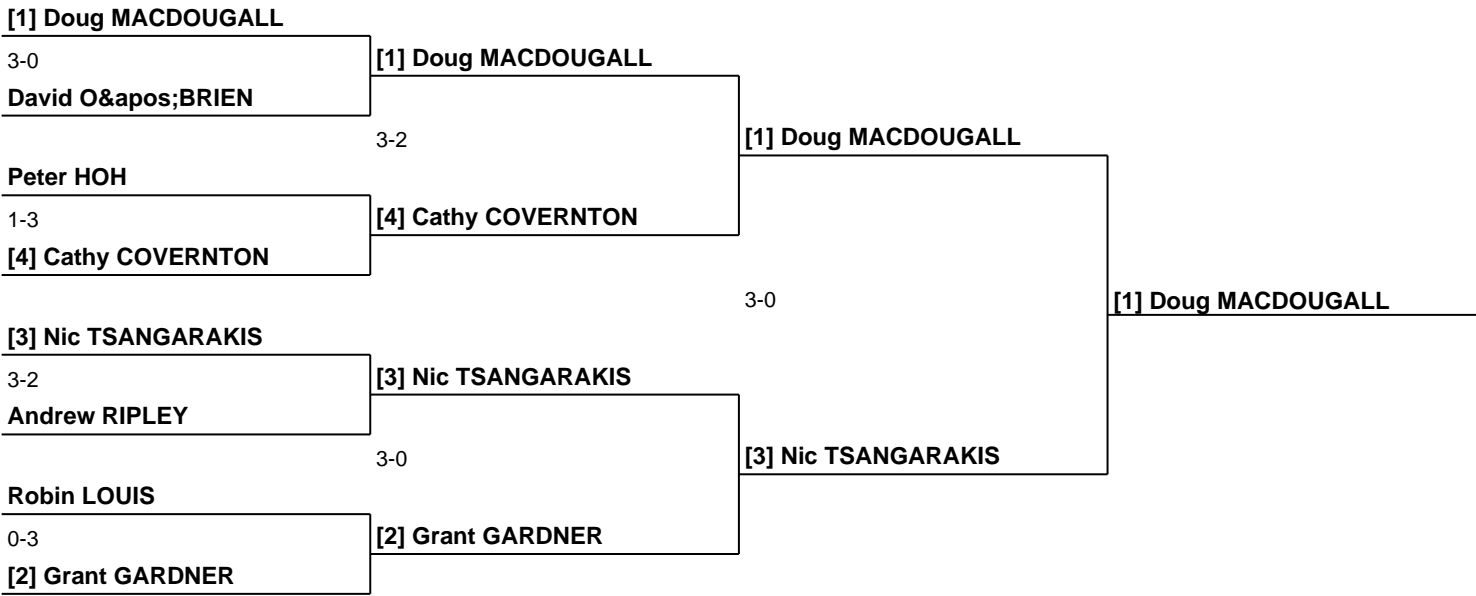 [1] Doug MACDOUGALL
3-0
David O&apos;BRIEN
Peter HOH
1-3
[4] Cathy COVERNTON
[3] Nic TSANGARAKIS
3-2
Andrew RIPLEY
Robin LOUIS
0-3
[2] Grant GARDNER
[1] Doug MACDOUGALL
3-2
[4] Cathy COVERNTON
[3] Nic TSANGARAKIS
3-0
[2] Grant GARDNER
[1] Doug MACDOUGALL
3-0
[3] Nic TSANGARAKIS
[1] Doug MACDOUGALL